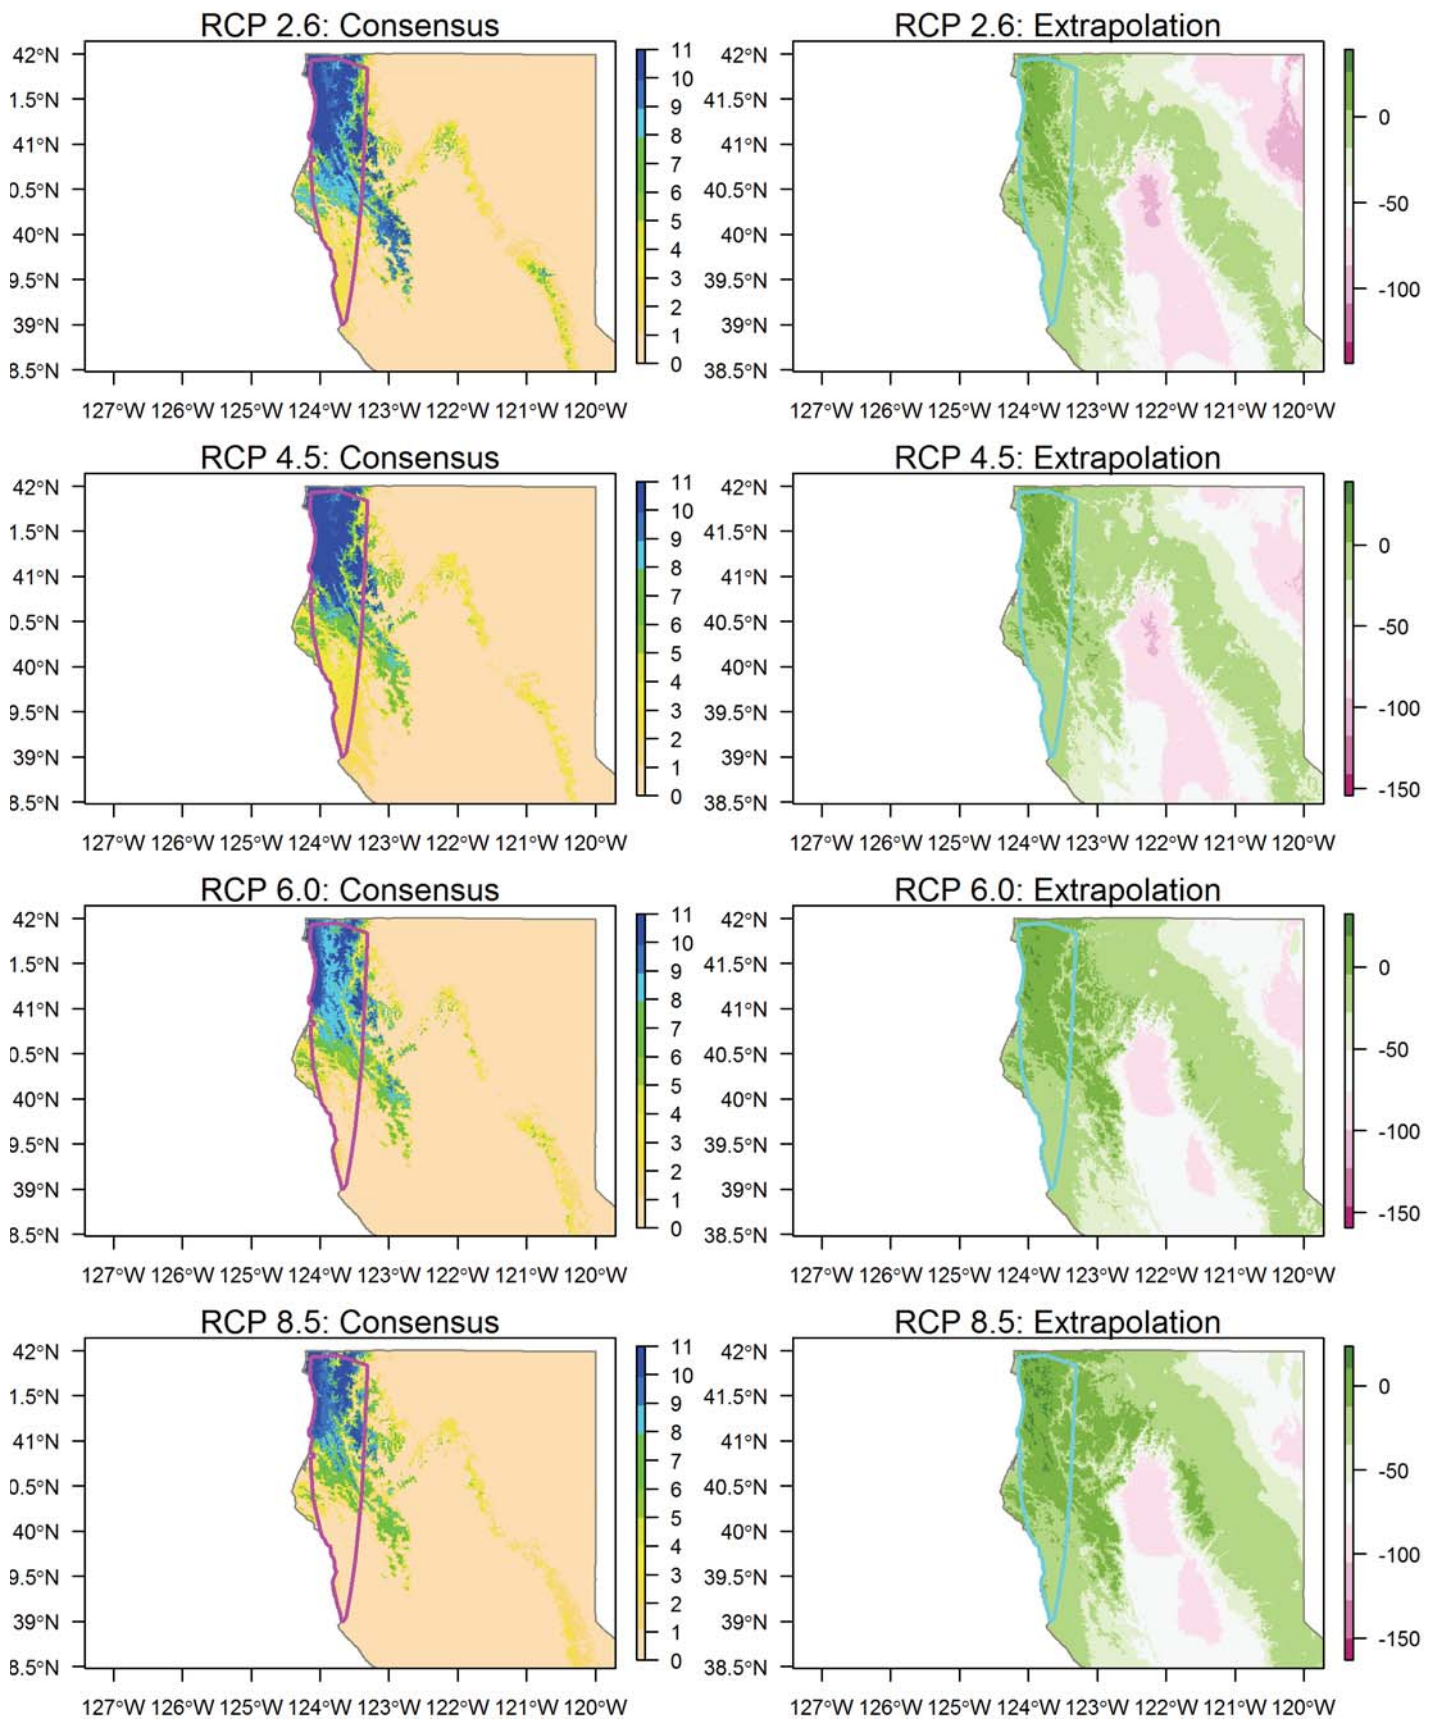 RCP 2.6: Consensus
42°N
1.5°N
41°N
0.5°N
40°N
9.5°N
39°N
8.5°N
127°W 126°W 125°W 124°W 123°W 122°W 121°W 120°W
11
10
9
8
7
6
5
4
3
2
1
0
RCP 2.6: Extrapolation
42°N
41.5°N
41°N
40.5°N
40°N
39.5°N
39°N
38.5°N
127°W 126°W 125°W 124°W 123°W 122°W 121°W 120°W
0
-50
-100
RCP 4.5: Consensus
42°N
1.5°N
41°N
0.5°N
40°N
9.5°N
39°N
8.5°N
127°W 126°W 125°W 124°W 123°W 122°W 121°W 120°W
11
10
9
8
7
6
5
4
3
2
1
0
RCP 4.5: Extrapolation
42°N
41.5°N
41°N
40.5°N
40°N
39.5°N
39°N
38.5°N
127°W 126°W 125°W 124°W 123°W 122°W 121°W 120°W
0
-50
-100
-150
RCP 6.0: Consensus
42°N
1.5°N
41°N
0.5°N
40°N
9.5°N
39°N
8.5°N
127°W 126°W 125°W 124°W 123°W 122°W 121°W 120°W
11
10
9
8
7
6
5
4
3
2
1
0
RCP 6.0: Extrapolation
42°N
41.5°N
41°N
40.5°N
40°N
39.5°N
39°N
38.5°N
127°W 126°W 125°W 124°W 123°W 122°W 121°W 120°W
0
-50
-100
-150
RCP 8.5: Consensus
42°N
1.5°N
41°N
0.5°N
40°N
9.5°N
39°N
8.5°N
127°W 126°W 125°W 124°W 123°W 122°W 121°W 120°W
11
10
9
8
7
6
5
4
3
2
1
0
RCP 8.5: Extrapolation
42°N
41.5°N
41°N
40.5°N
40°N
39.5°N
39°N
38.5°N
127°W 126°W 125°W 124°W 123°W 122°W 121°W 120°W
0
-50
-100
-150